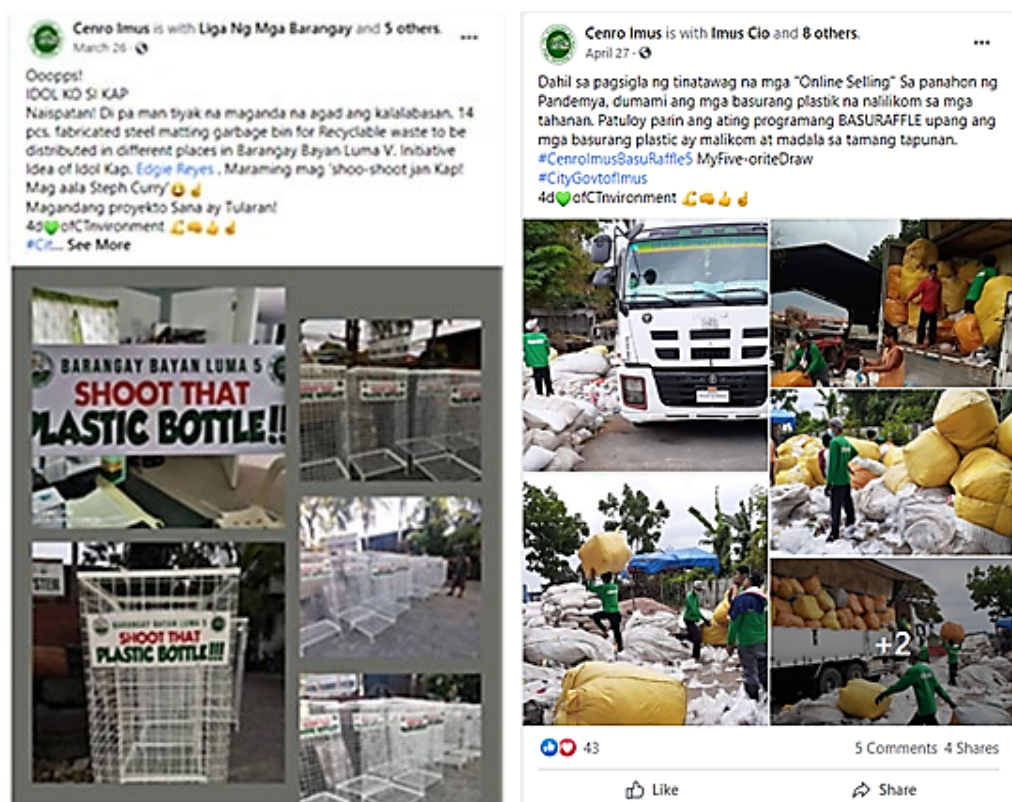 Cenro Imus is with Liga Ng Mga Barangay and 5 others.
March 26 ·
Ooopps!
IDOL KO SI KAP
Naispatan! Di pa man tiyak na maganda na agad ang kalalabasan. 14
pcs. fabricated steel matting garbage bin for Recyclable waste to be
distributed in different places in Barangay Bayan Luma V. Initiative
Idea of Idol Kap. Edgie Reyes . Maraming mag 'shoo-shoot jan Kap!
Mag aala Steph Curry'😂☝
Magandang proyekto Sana ay Tularan!
4d💚ofCTnvironment 💪👊👍☝
#Cit... See More
BARANGAY BAYAN LUMA 5
SHOOT THAT
PLASTIC BOTTLE!!
BARANGAY BAYAN LUMA 5
SHOOT THAT
PLASTIC BOTTLE!!!
Cenro Imus is with Imus Cio and 8 others.
April 27 ·
Dahil sa pagsigla ng tinatawag na mga "Online Selling" Sa panahon ng
Pandemya, dumami ang mga basurang plastik na nalilikom sa mga
tahanan. Patuloy parin ang ating programang BASURAFFLE upang ang
mga basurang plastic ay malikom at madala sa tamang tapunan.
#CenroImusBasuRaffle5 MyFive-oriteDraw
#CityGovtofImus
4d💚ofCTnvironment 💪👊👍☝
+2
43
5 Comments 4 Shares
Like
Share